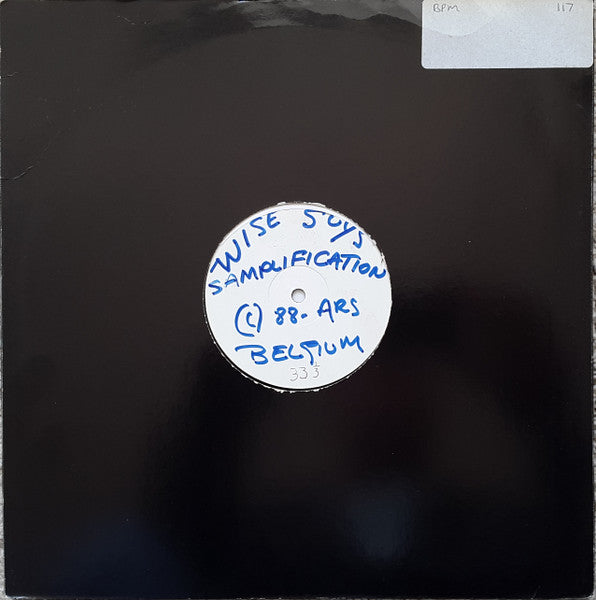 BPM 117
WISE GUYS
SAMPLIFICATION
(C) 88- ARS
BELGIUM
33⅓